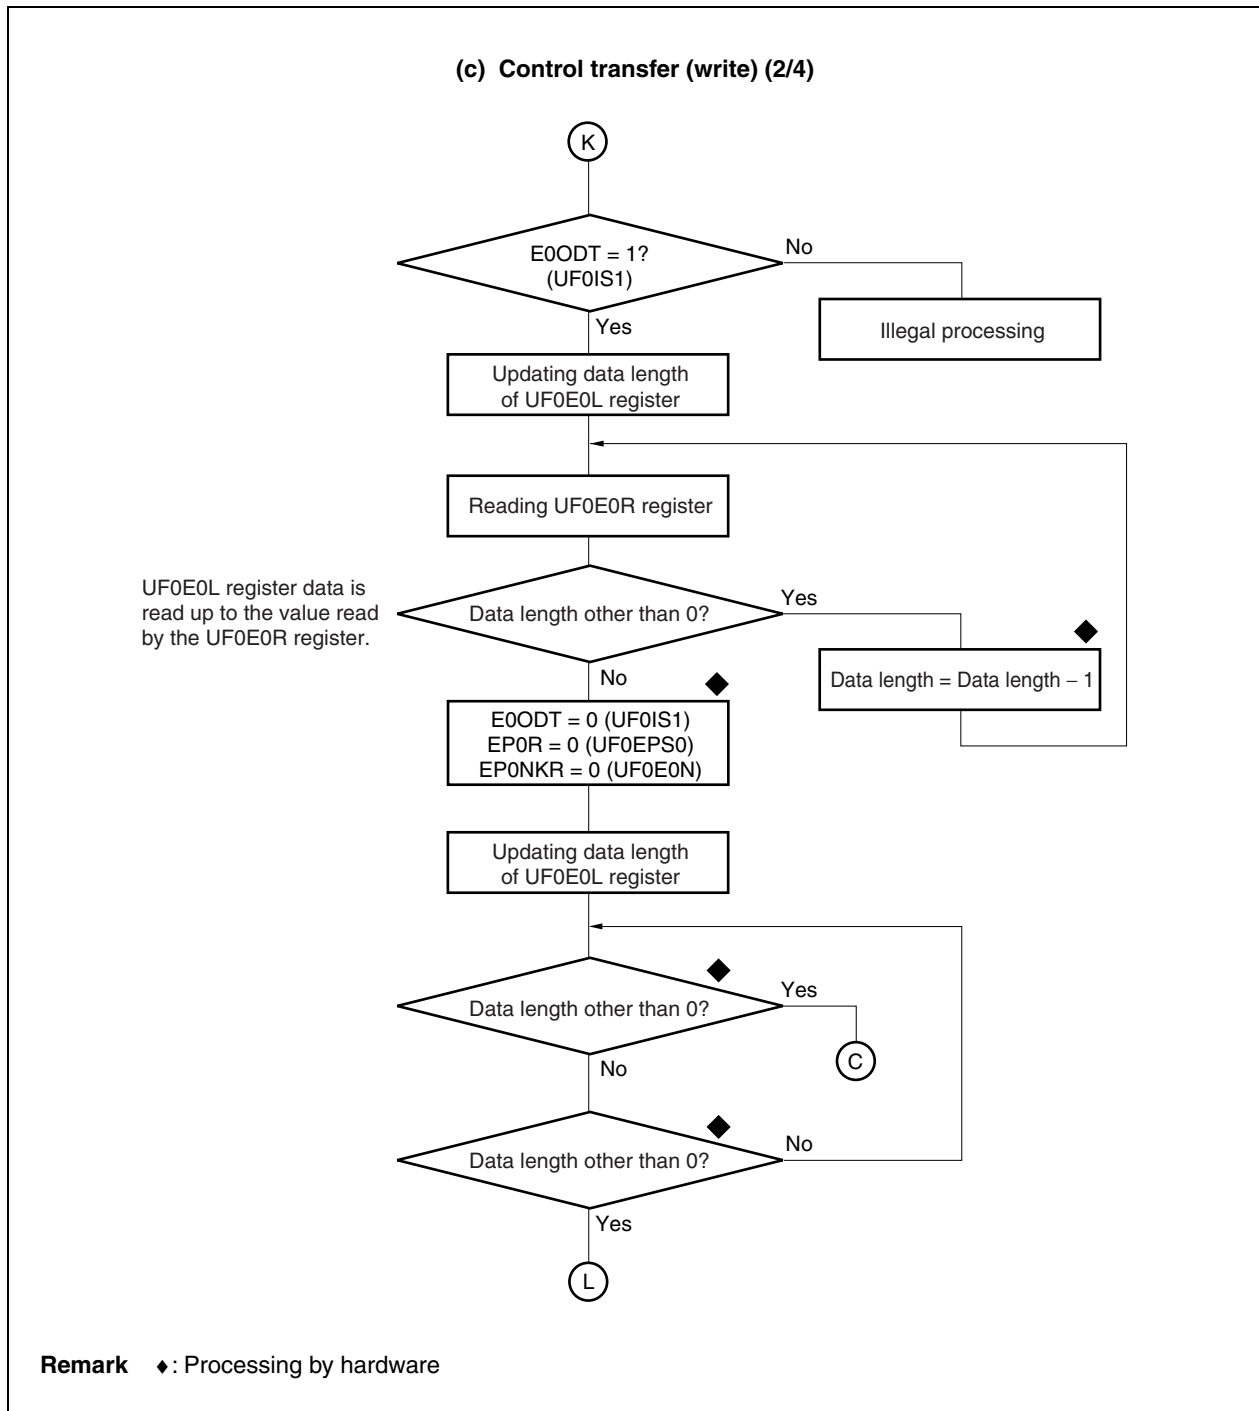 (c) Control transfer (write) (2/4)
K
E0ODT = 1?
(UF0IS1)
No
Illegal processing
Yes
Updating data length
of UF0E0L register
Reading UF0E0R register
UF0E0L register data is
read up to the value read
by the UF0E0R register.
Data length other than 0?
Yes
Data length = Data length − 1
No
E0ODT = 0 (UF0IS1)
EP0R = 0 (UF0EPS0)
EP0NKR = 0 (UF0E0N)
Updating data length
of UF0E0L register
Data length other than 0?
Yes
C
No
Data length other than 0?
No
Yes
L
Remark ♦: Processing by hardware